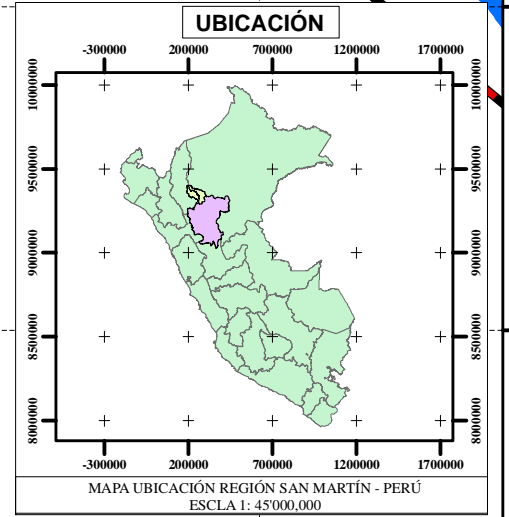 UBICACIÓN
-300000 200000 700000 1200000 1700000
10000000 10000000
9500000 9500000
9000000 9000000
8500000 8500000
8000000 8000000
-300000 200000 700000 1200000 1700000
MAPA UBICACIÓN REGIÓN SAN MARTÍN - PERÚ
ESCLA 1: 45'000,000